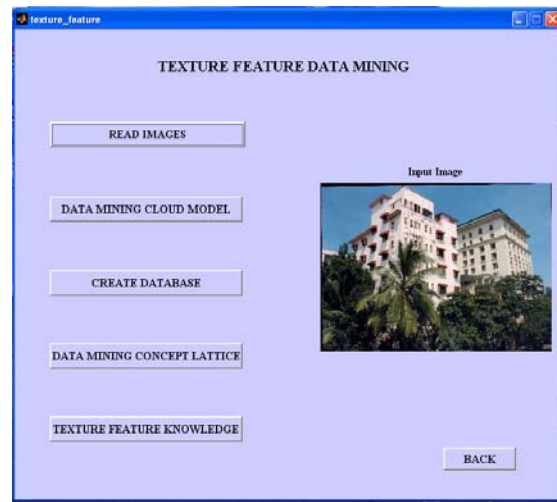 texture_feature
TEXTURE FEATURE DATA MINING
READ IMAGES
Input Image
DATA MINING CLOUD MODEL
CREATE DATABASE
DATA MINING CONCEPT LATTICE
TEXTURE FEATURE KNOWLEDGE
BACK